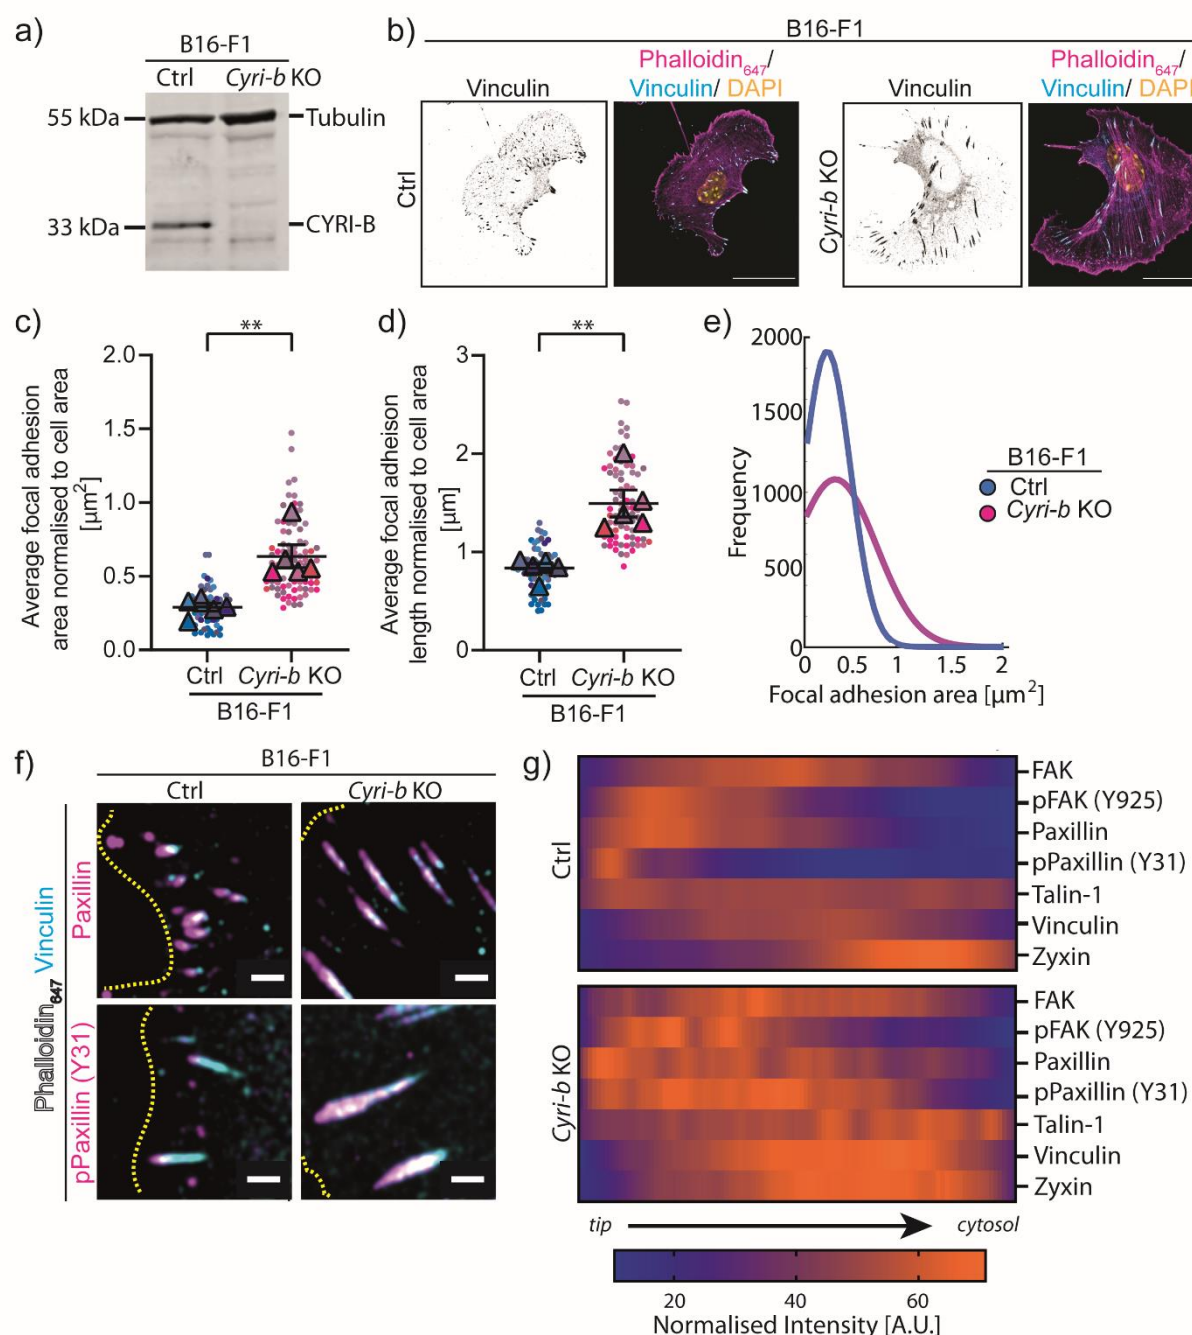 a)
B16-F1
Ctrl Cyri-b KO
55 kDa
Tubulin
33 kDa
CYRI-B
b)
B16-F1
Vinculin
Phalloidin647/
Vinculin/ DAPI
Vinculin
Phalloidin647/
Vinculin/ DAPI
Ctrl
Cyri-b KO
c)
**
Average focal adhesion
area normalised to cell area
[µm2]
2.0
1.5
1.0
0.5
0.0
Ctrl Cyri-b KO
B16-F1
d)
**
Average focal adheison
length normalised to cell area
[µm]
3
2
1
0
Ctrl Cyri-b KO
B16-F1
e)
Frequency
2000
1500
1000
500
0
0 0.5 1 1.5 2
Focal adhesion area [µm2]
B16-F1
Ctrl
Cyri-b KO
f)
B16-F1
Ctrl
Cyri-b KO
Phalloidin647 Vinculin
Paxillin
pPaxillin (Y31)
g)
Ctrl
FAK
pFAK (Y925)
Paxillin
pPaxillin (Y31)
Talin-1
Vinculin
Zyxin
Cyri-b KO
FAK
pFAK (Y925)
Paxillin
pPaxillin (Y31)
Talin-1
Vinculin
Zyxin
tip
cytosol
20 40 60
Normalised Intensity [A.U.]